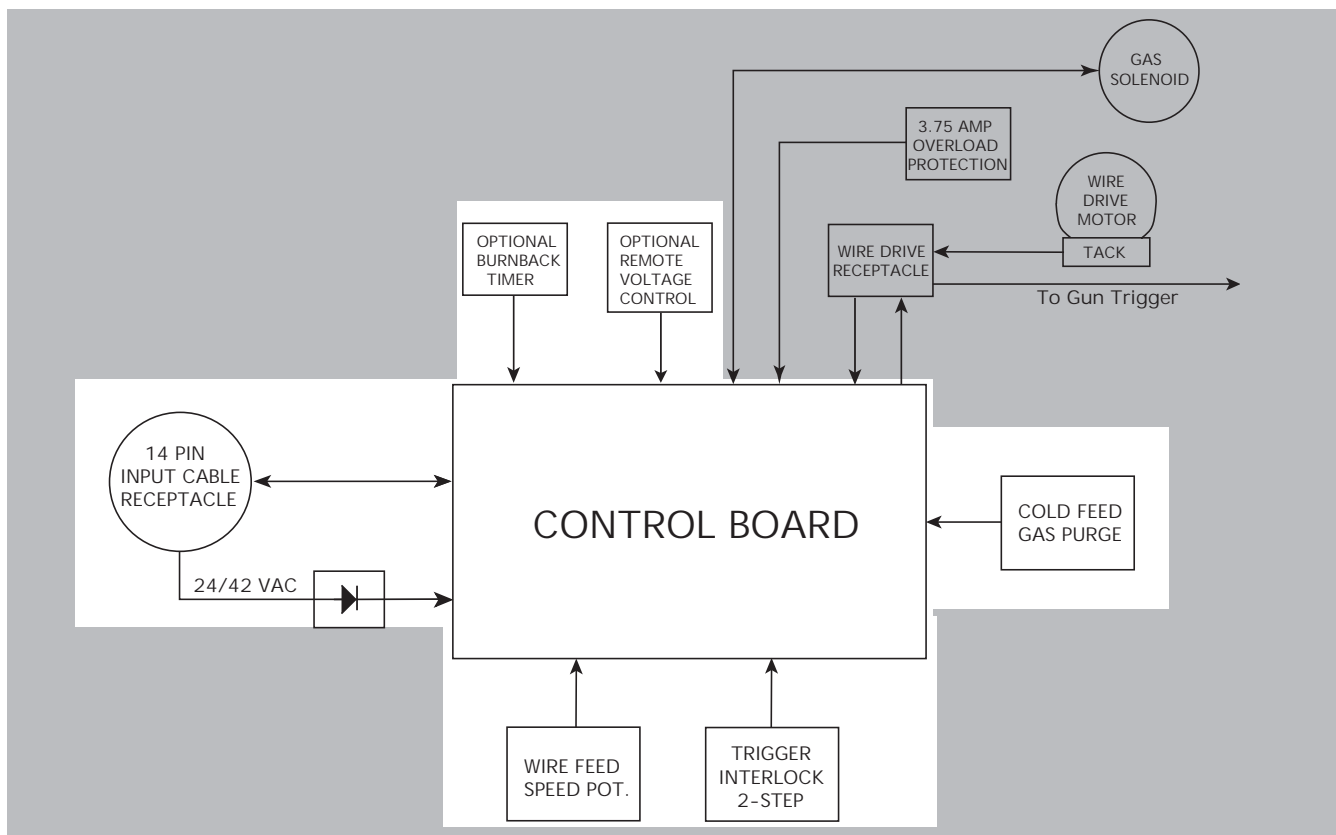 GAS
SOLENOID
3.75 AMP
OVERLOAD
PROTECTION
WIRE
DRIVE
MOTOR
TACK
OPTIONAL
BURNBACK
TIMER
OPTIONAL
REMOTE
VOLTAGE
CONTROL
WIRE DRIVE
RECEPTACLE
To Gun Trigger
14 PIN
INPUT CABLE
RECEPTACLE
CONTROL BOARD
COLD FEED
GAS PURGE
24/42 VAC
WIRE FEED
SPEED POT.
TRIGGER
INTERLOCK
2-STEP